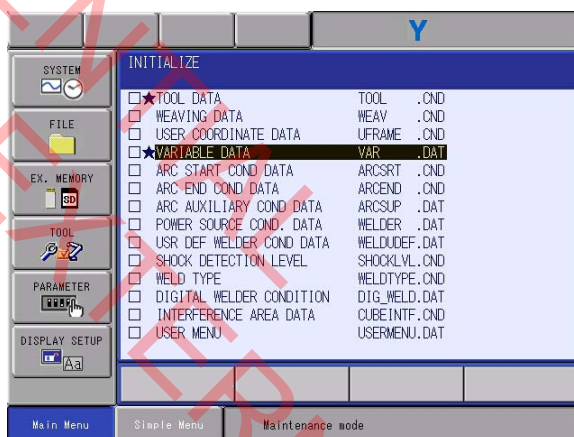 Y
SYSTEM
FILE
EX. MEMORY
SD
TOOL
PARAMETER
DISPLAY SETUP
Aa
INITIALIZE
★TOOL DATA TOOL .CND
WEAVING DATA WEAV .CND
USER COORDINATE DATA UFRAME .CND
★VARIABLE DATA VAR .DAT
ARC START COND DATA ARCSRT .CND
ARC END COND DATA ARCEND .CND
ARC AUXILIARY COND DATA ARCSUP .DAT
POWER SOURCE COND. DATA WELDER .DAT
USR DEF WELDER COND DATA WELDUDEF.DAT
SHOCK DETECTION LEVEL SHOCKLVL.CND
WELD TYPE WELDTYPE.CND
DIGITAL WELDER CONDITION DIG_WELD.DAT
INTERFERENCE AREA DATA CUBEINTF.CND
USER MENU USERMENU.DAT
Main Menu
Simple Menu
Maintenance mode